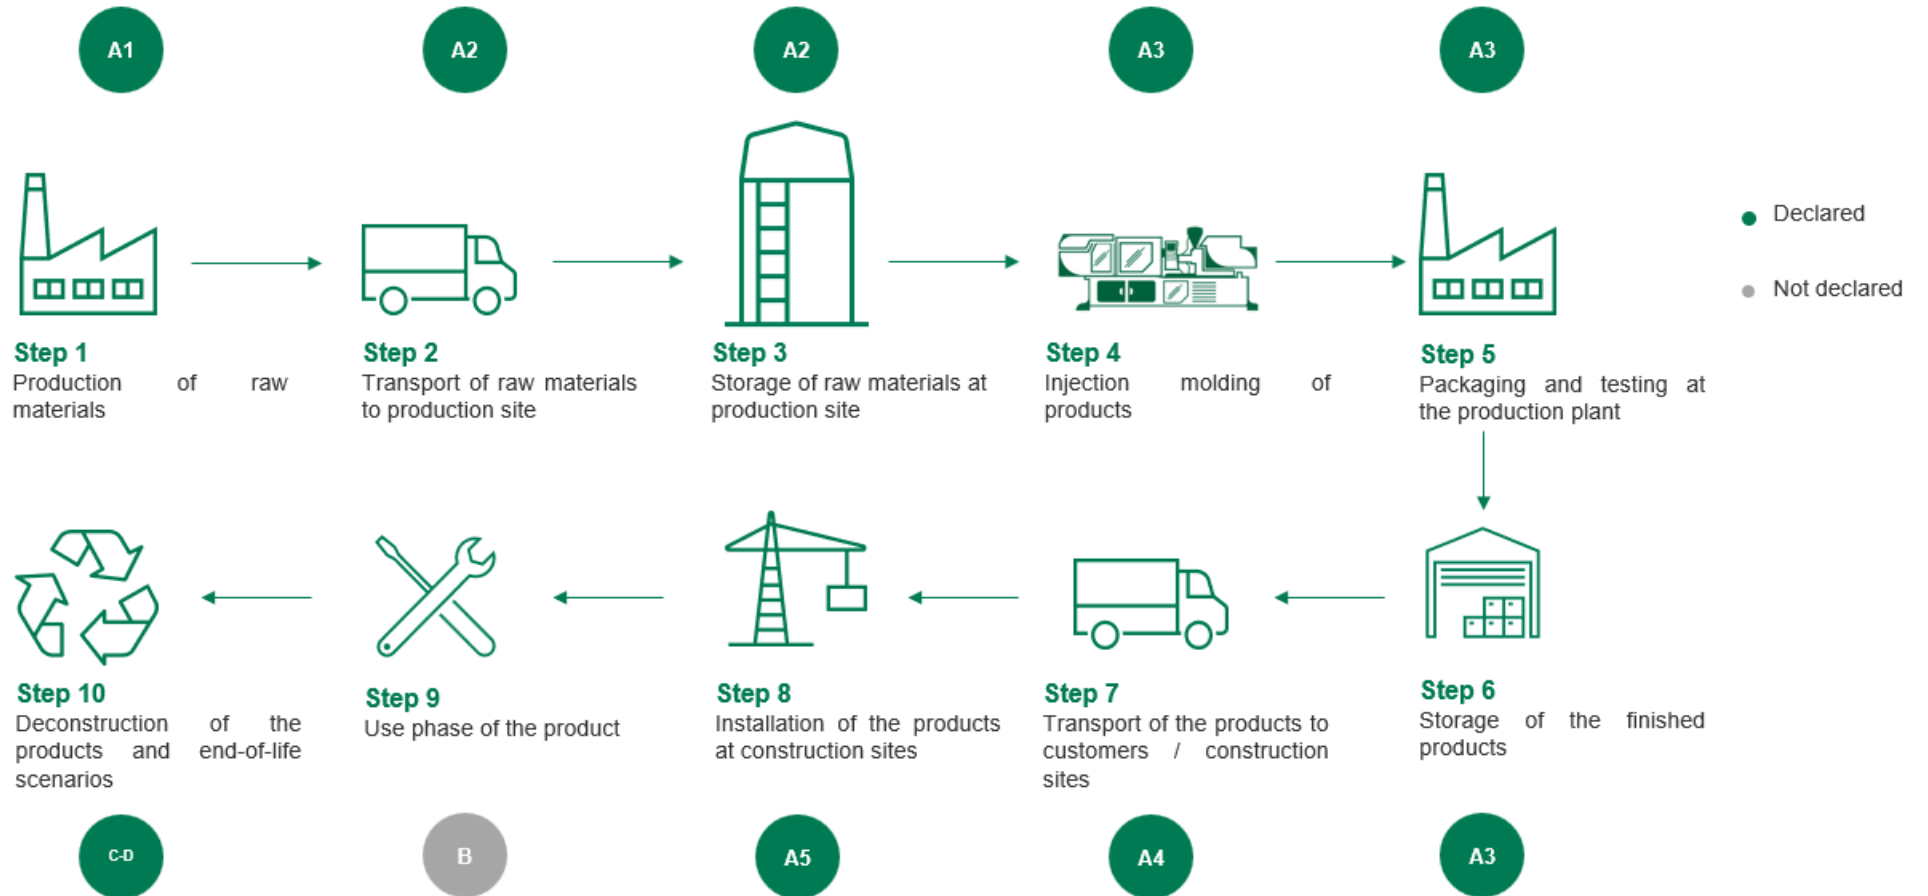 A1
A2
A2
A3
A3
Declared
Not declared
Step 1
Production of raw
materials
Step 2
Transport of raw materials
to production site
Step 3
Storage of raw materials at
production site
Step 4
Injection molding of
products
Step 5
Packaging and testing at
the production plant
Step 10
Deconstruction of the
products and end-of-life
scenarios
Step 9
Use phase of the product
Step 8
Installation of the products
at construction sites
Step 7
Transport of the products to
customers / construction
sites
Step 6
Storage of the finished
products
C-D
B
A5
A4
A3